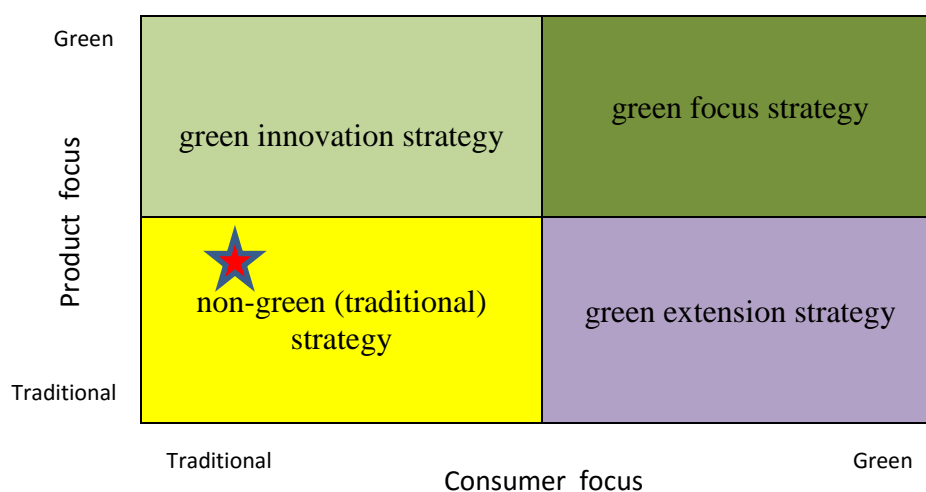 Green
green focus strategy
green innovation strategy
Product focus
non-green (traditional)
strategy
green extension strategy
Traditional
Traditional
Green
Consumer focus